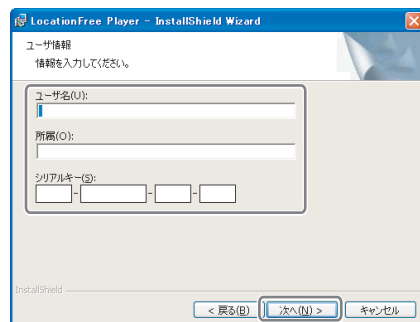 LocationFree Player - InstallShield Wizard
ユーザ情報
情報を入力してください。
ユーザ名(U):
所属(O):
シリアルキー(S):
- - -
InstallShield
< 戻る(B) 次へ(N) > キャンセル